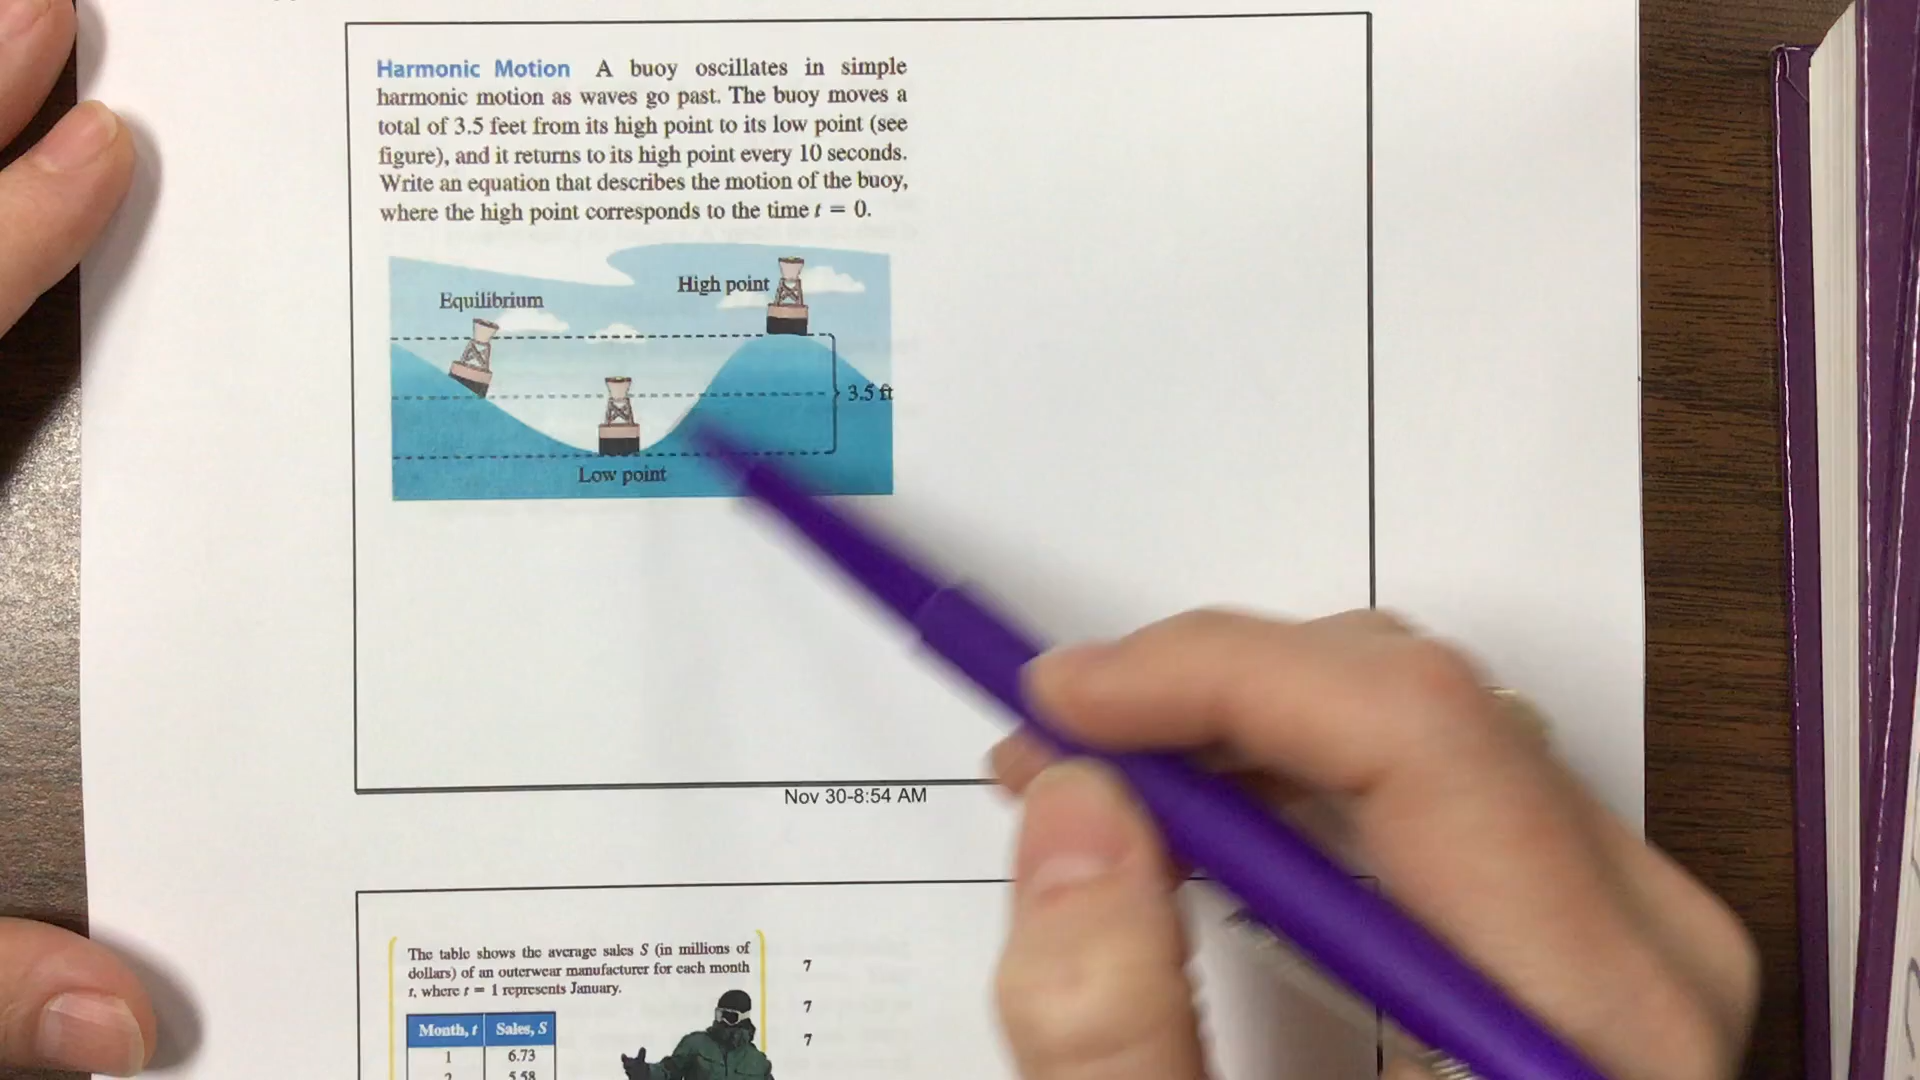 Harmonic Motion A buoy oscillates in simple
harmonic motion as waves go past. The buoy moves a
total of 3.5 feet from its high point to its low point (see
figure), and it returns to its high point every 10 seconds.
Write an equation that describes the motion of the buoy,
where the high point corresponds to the time t = 0.
High point
Equilibrium
3.5 ft
Low point
Nov 30-8:54 AM
The table shows the average sales S (in millions of
dollars) of an outerwear manufacturer for each month
t, where t = 1 represents January.
7
7
7
Month, t Sales, S
1 6.73
2 5.58